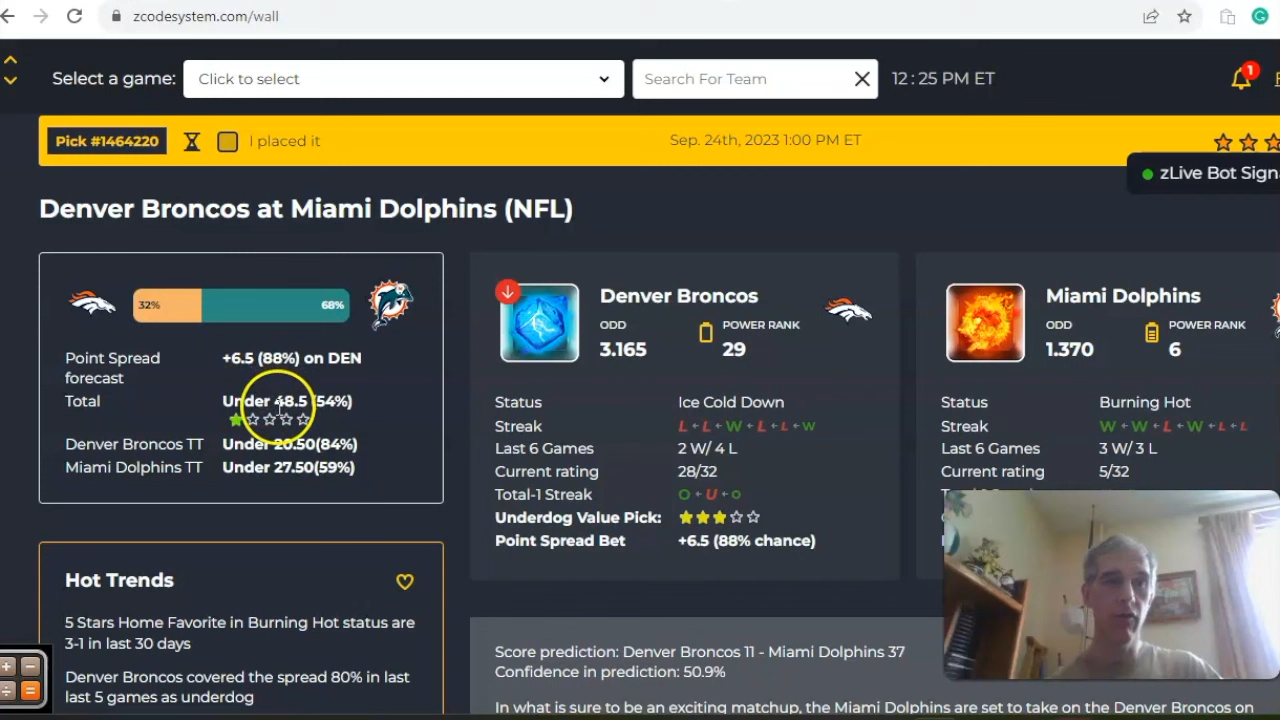 zcodesystem.com/wall
Select a game: Click to select Search For Team 12:25 PM ET 1
Pick #1464220 I placed it Sep. 24th, 2023 1:00 PM ET
zLive Bot Sign
Denver Broncos at Miami Dolphins (NFL)
32% 68%
Point Spread forecast +6.5 (88%) on DEN
Total Under 48.5 (54%)
Denver Broncos TT Under 20.50(84%)
Miami Dolphins TT Under 27.50(59%)
Denver Broncos
ODD POWER RANK
3.165 29
Status Ice Cold Down
Streak L L W L L W
Last 6 Games 2 W/ 4 L
Current rating 28/32
Total-1 Streak O U O
Underdog Value Pick:
Point Spread Bet +6.5 (88% chance)
Miami Dolphins
ODD POWER RANK
1.370 6
Status Burning Hot
Streak W W L W L L
Last 6 Games 3 W/ 3 L
Current rating 5/32
Hot Trends
5 Stars Home Favorite in Burning Hot status are
3-1 in last 30 days
Denver Broncos covered the spread 80% in last
last 5 games as underdog
Score prediction: Denver Broncos 11 - Miami Dolphins 37
Confidence in prediction: 50.9%
In what is sure to be an exciting matchup, the Miami Dolphins are set to take on the Denver Broncos on